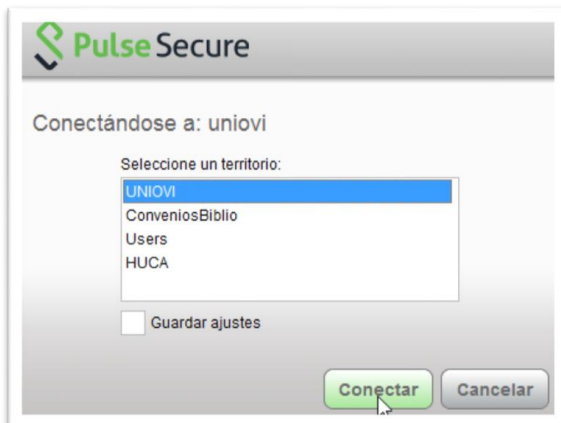 Pulse Secure
Conectándose a: uniovi
Seleccione un territorio:
UNIOVI
ConveniosBiblio
Users
HUCA
Guardar ajustes
Conectar Cancelar